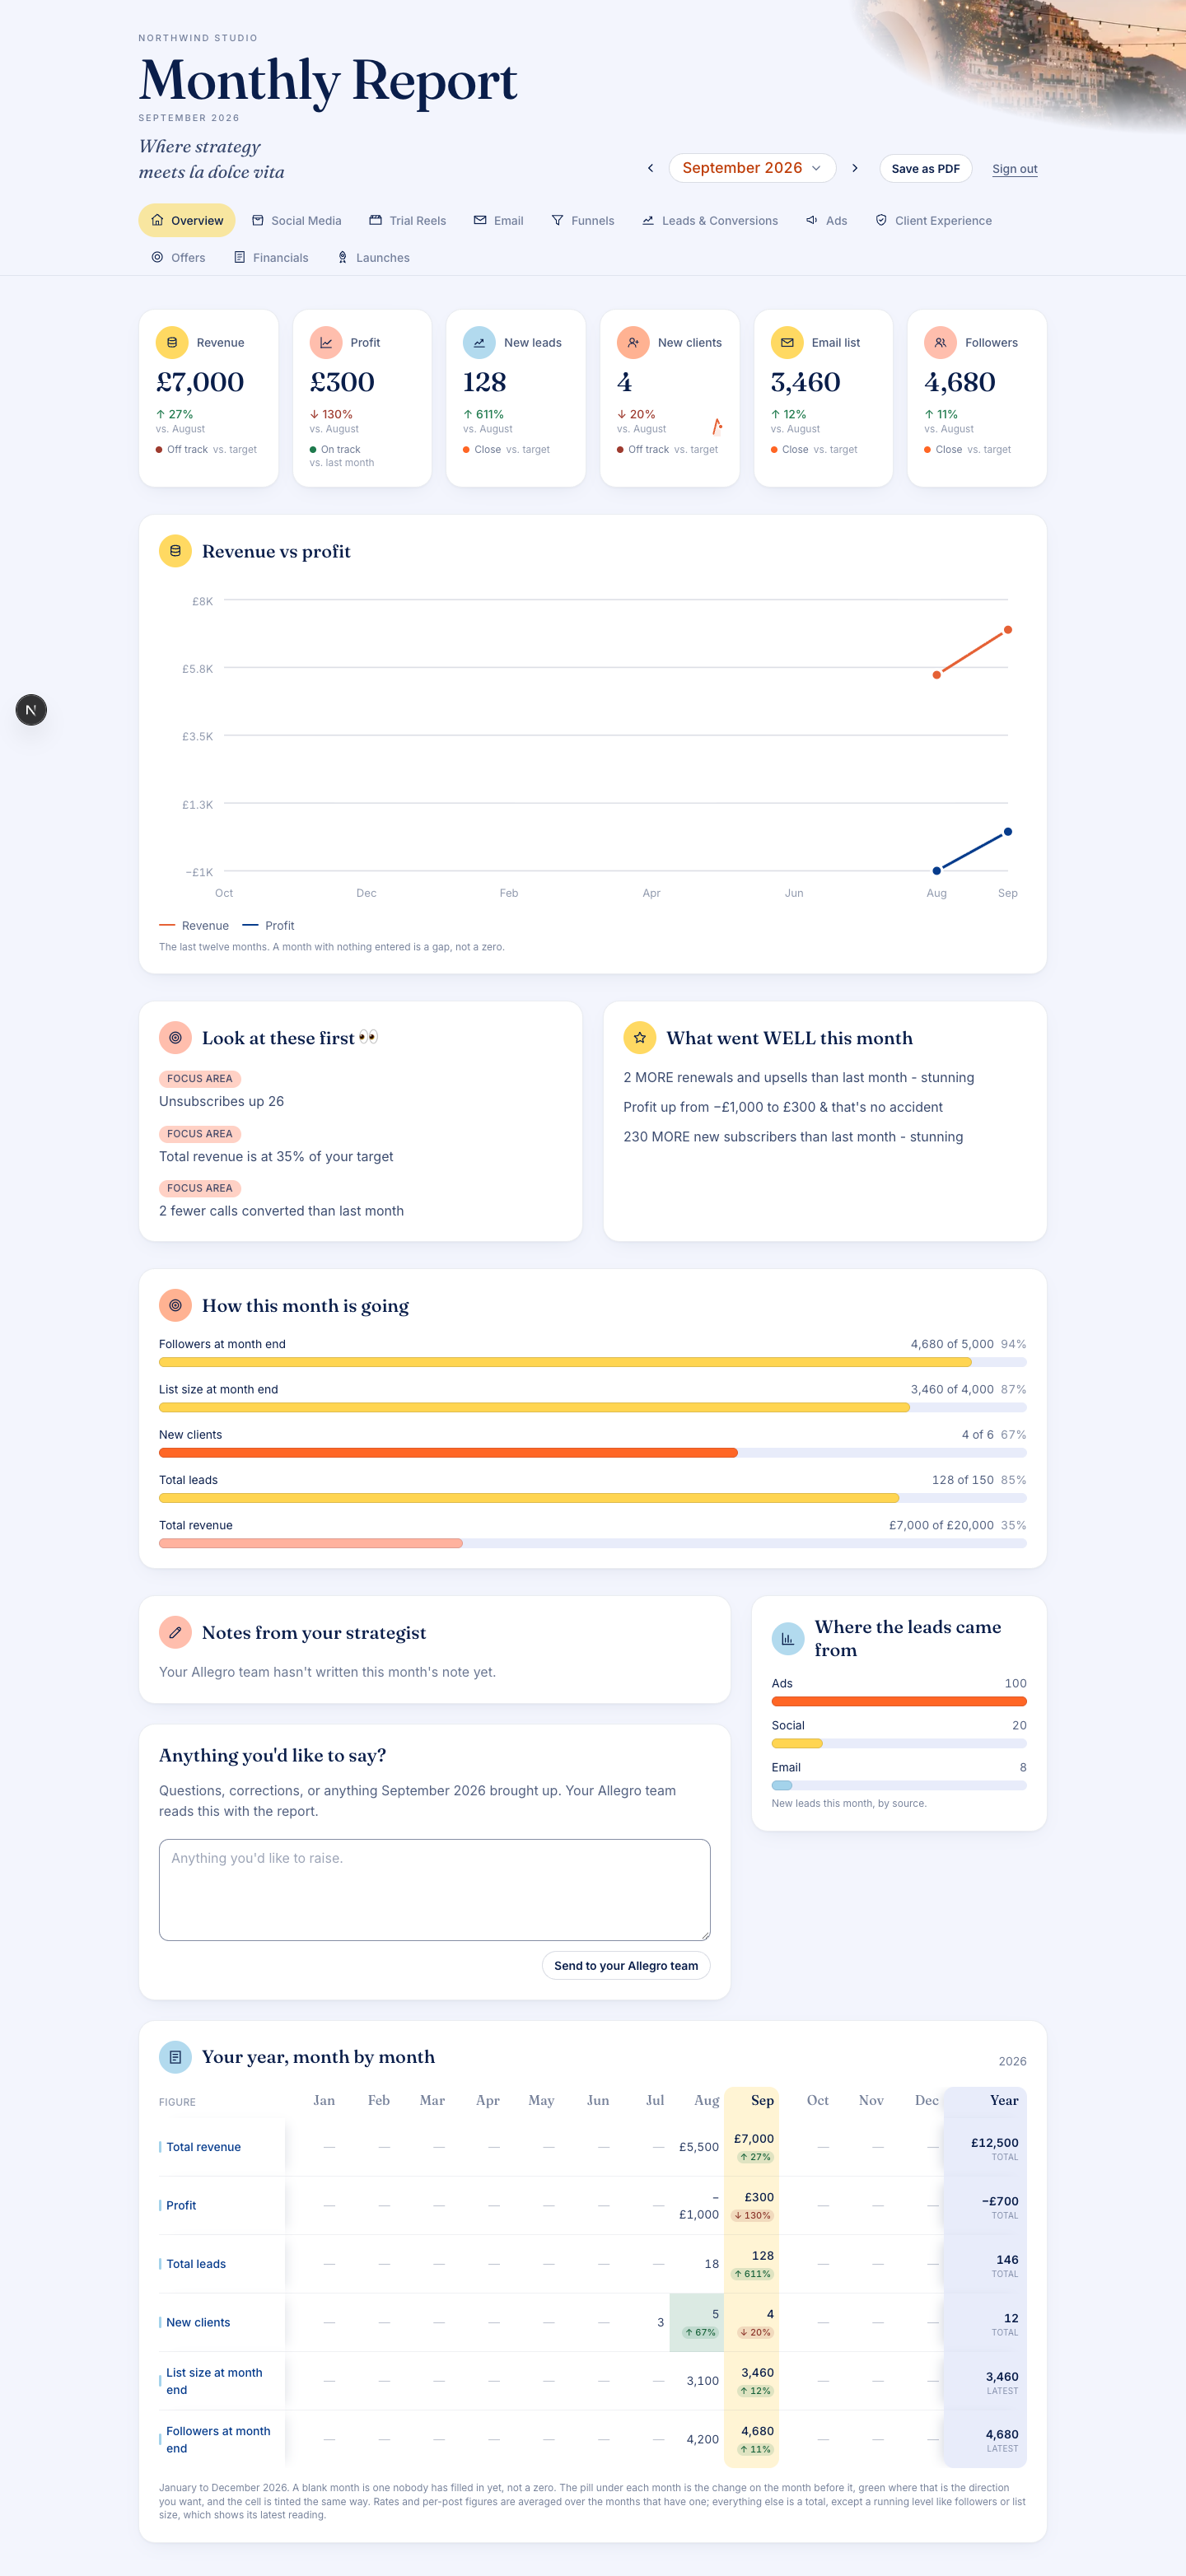 NORTHWIND STUDIO
Monthly Report
SEPTEMBER 2026
Where strategy
meets la dolce vita
September 2026
Save as PDF
Sign out
Overview
Social Media
Trial Reels
Email
Funnels
Leads & Conversions
Ads
Client Experience
Offers
Financials
Launches
Revenue
£7,000
↑ 27%
vs. August
Off track vs. target
Profit
£300
↓ 130%
vs. August
On track
vs. last month
New leads
128
↑ 611%
vs. August
Close vs. target
New clients
4
↓ 20%
vs. August
Off track vs. target
Email list
3,460
↑ 12%
vs. August
Close vs. target
Followers
4,680
↑ 11%
vs. August
Close vs. target
Revenue vs profit
£8K
£5.8K
£3.5K
£1.3K
−£1K
Oct Dec Feb Apr Jun Aug Sep
Revenue Profit
The last twelve months. A month with nothing entered is a gap, not a zero.
N
Look at these first 👀
FOCUS AREA
Unsubscribes up 26
FOCUS AREA
Total revenue is at 35% of your target
FOCUS AREA
2 fewer calls converted than last month
What went WELL this month
2 MORE renewals and upsells than last month - stunning
Profit up from −£1,000 to £300 & that's no accident
230 MORE new subscribers than last month - stunning
How this month is going
Followers at month end 4,680 of 5,000 94%
List size at month end 3,460 of 4,000 87%
New clients 4 of 6 67%
Total leads 128 of 150 85%
Total revenue £7,000 of £20,000 35%
Notes from your strategist
Your Allegro team hasn't written this month's note yet.
Where the leads came
from
Ads 100
Social 20
Email 8
New leads this month, by source.
Anything you'd like to say?
Questions, corrections, or anything September 2026 brought up. Your Allegro team
reads this with the report.
Anything you'd like to raise.
Send to your Allegro team
Your year, month by month
2026
FIGURE Jan Feb Mar Apr May Jun Jul Aug Sep Oct Nov Dec Year
Total revenue — — — — — — — £5,500 £7,000 ↑ 27% — — — £12,500 TOTAL
Profit — — — — — — — −£1,000 £300 ↓ 130% — — — −£700 TOTAL
Total leads — — — — — — — 18 128 ↑ 611% — — — 146 TOTAL
New clients — — — — — — 3 5 ↑ 67% 4 ↓ 20% — — — 12 TOTAL
List size at month end — — — — — — — 3,100 3,460 ↑ 12% — — — 3,460 LATEST
Followers at month end — — — — — — — 4,200 4,680 ↑ 11% — — — 4,680 LATEST
January to December 2026. A blank month is one nobody has filled in yet, not a zero. The pill under each month is the change on the month before it, green where that is the direction
you want, and the cell is tinted the same way. Rates and per-post figures are averaged over the months that have one; everything else is a total, except a running level like followers or list
size, which shows its latest reading.